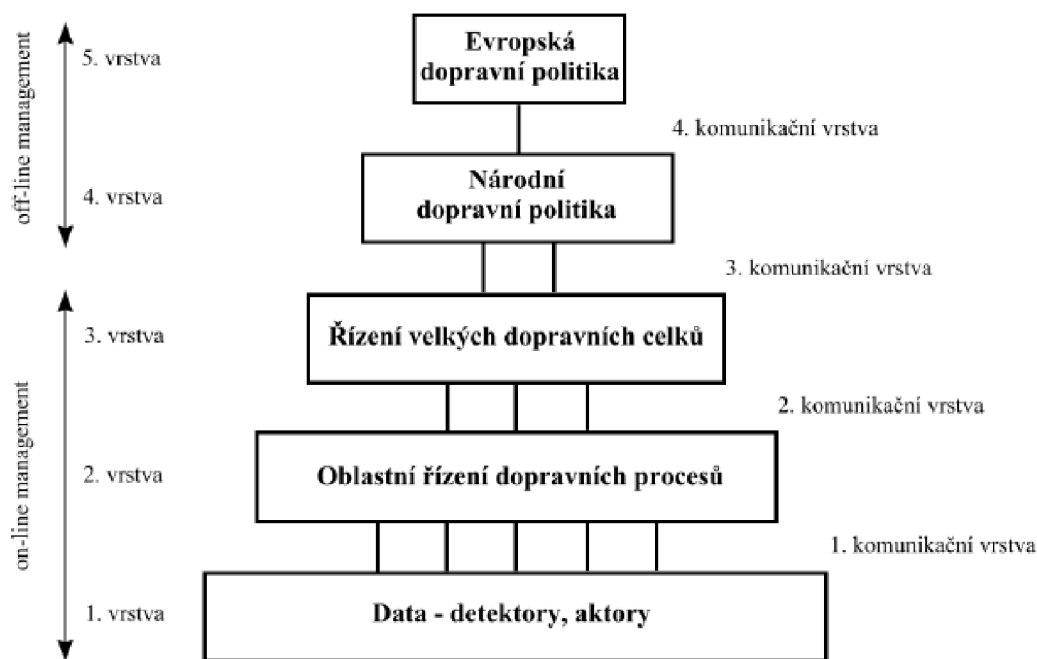 5. vrstva
Evropská
dopravní politika
4. komunikační vrstva
off-line management
4. vrstva
Národní
dopravní politika
3. komunikační vrstva
3. vrstva
Řízení velkých dopravních celků
2. komunikační vrstva
on-line management
2. vrstva
Oblastní řízení dopravních procesů
1. komunikační vrstva
1. vrstva
Data - detektory, aktory